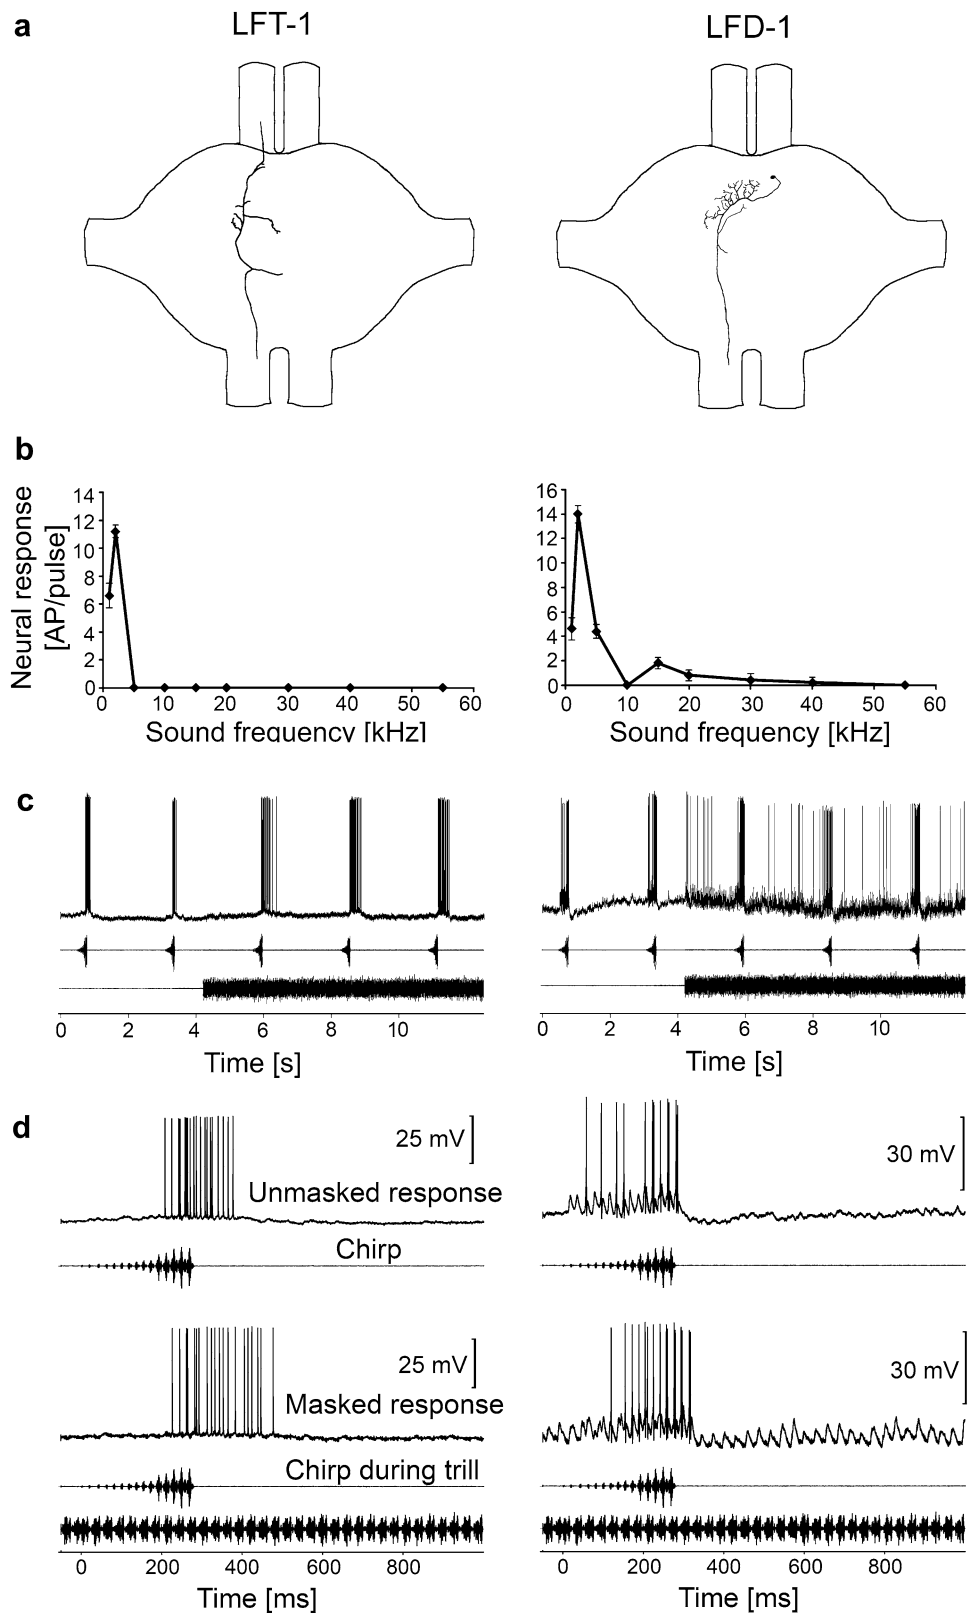 a
LFT-1
LFD-1
b
Neural response
[AP/pulse]
14
12
10
8
6
4
2
0
0 10 20 30 40 50 60
Sound frequency [kHz]
16
14
12
10
8
6
4
2
0
0 10 20 30 40 50 60
Sound frequency [kHz]
c
0 2 4 6 8 10
Time [s]
0 2 4 6 8 10
Time [s]
d
25 mV
Unmasked response
Chirp
30 mV
25 mV
Masked response
Chirp during trill
30 mV
0 200 400 600 800
Time [ms]
0 200 400 600 800
Time [ms]